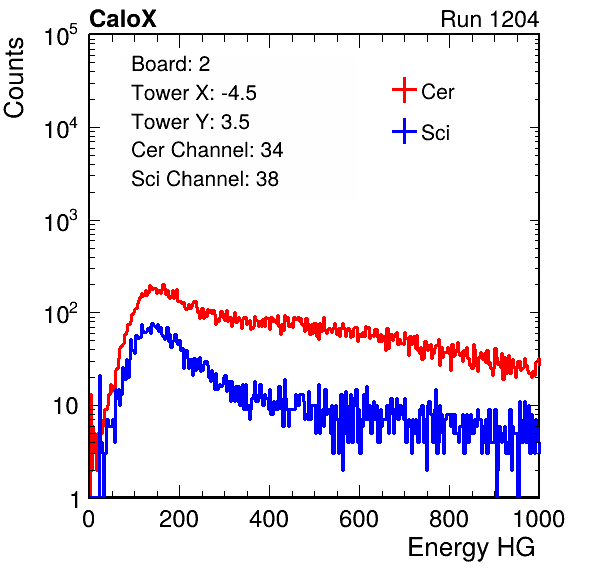 CaloX Run 1204
Counts
10^5
10^4
10^3
10^2
10
1
Board: 2
Tower X: -4.5
Tower Y: 3.5
Cer Channel: 34
Sci Channel: 38
Cer
Sci
0 200 400 600 800 1000
Energy HG